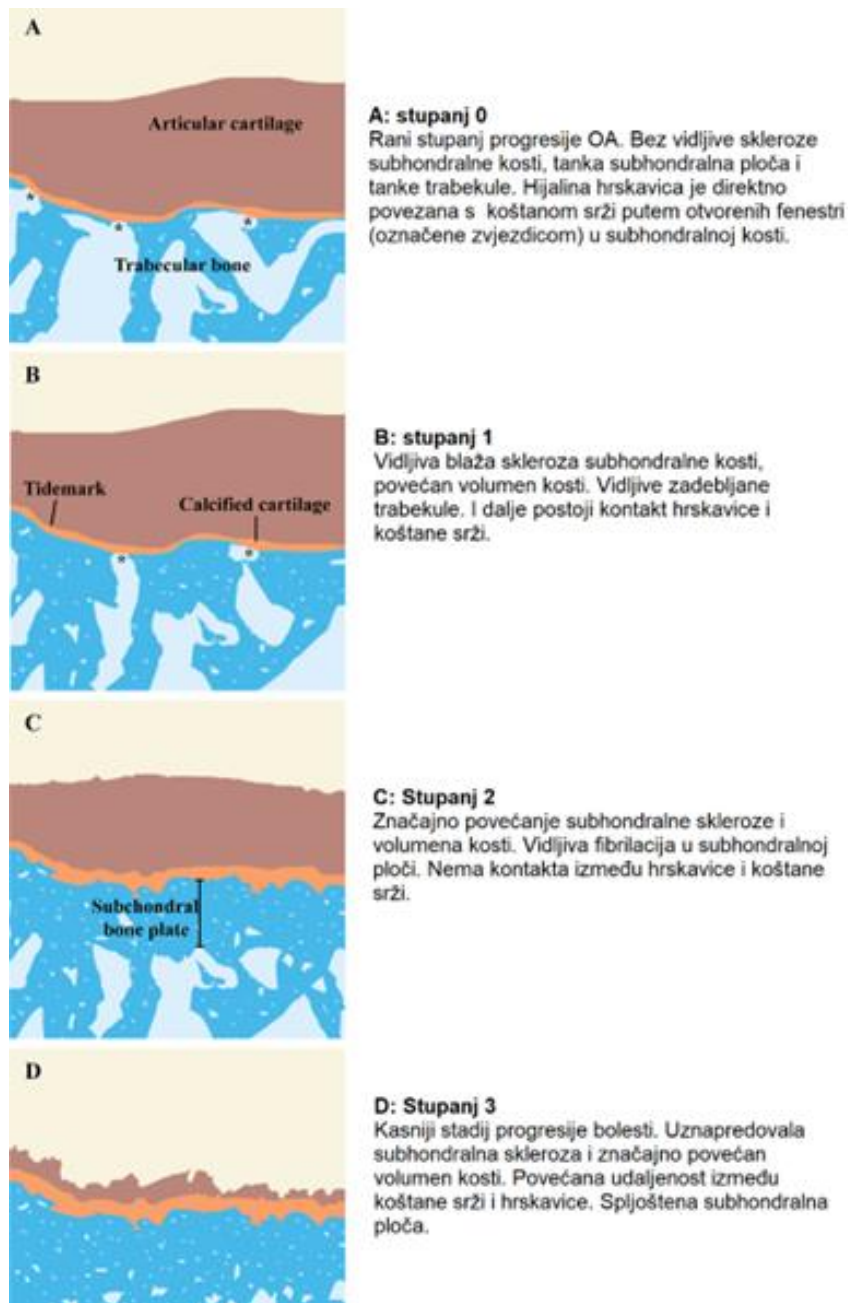 A
Articular cartilage
*
*
*
Trabecular bone
A: stupanj 0
Rani stupanj progresije OA. Bez vidljive skleroze
subhondralne kosti, tanka subhondralna ploča i
tanke trabekule. Hijalina hrskavica je direktno
povezana s koštanom srži putem otvorenih fenestri
(označene zvjezdicom) u subhondralnoj kosti.
B
Tidemark
Calcified cartilage
*
*
B: stupanj 1
Vidljiva blaža skleroza subhondralne kosti,
povećan volumen kosti. Vidljive zadebljane
trabekule. I dalje postoji kontakt hrskavice i
koštane srži.
C
Subchondral
bone plate
C: Stupanj 2
Značajno povećanje subhondralne skleroze i
volumena kosti. Vidljiva fibrilacija u subhondralnoj
ploči. Nema kontakta između hrskavice i koštane
srži.
D
D: Stupanj 3
Kasniji stadij progresije bolesti. Uznapredovala
subhondralna skleroza i značajno povećan
volumen kosti. Povećana udaljenost između
koštane srži i hrskavice. Spljoštena subhondralna
ploča.